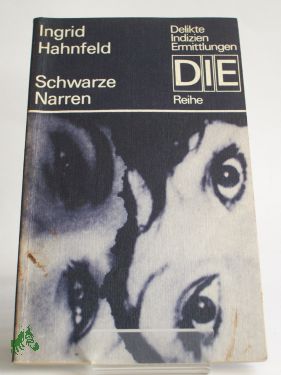 Ingrid
Hahnfeld
Schwarze
Narren
Delikte
Indizien
Ermittlungen
DIE
Reihe